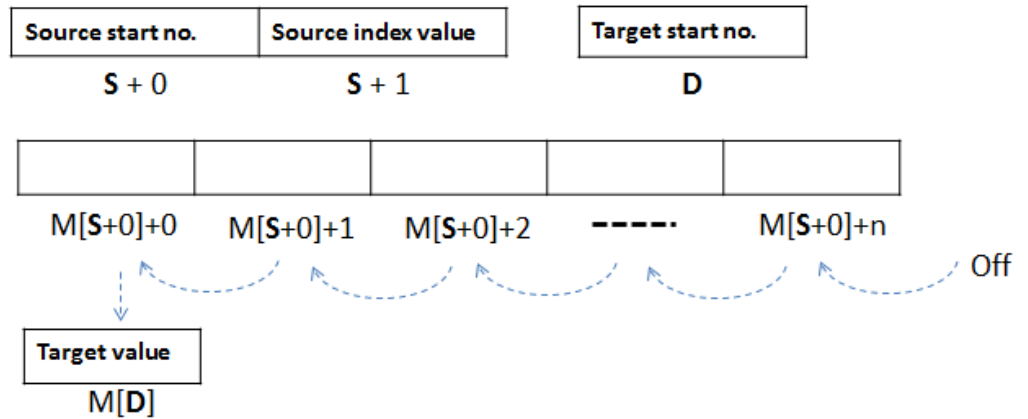 Source start no. Source index value Target start no.
S + 0 S + 1 D
M[S+0]+0 M[S+0]+1 M[S+0]+2 ----- M[S+0]+n
Off
Target value
M[D]